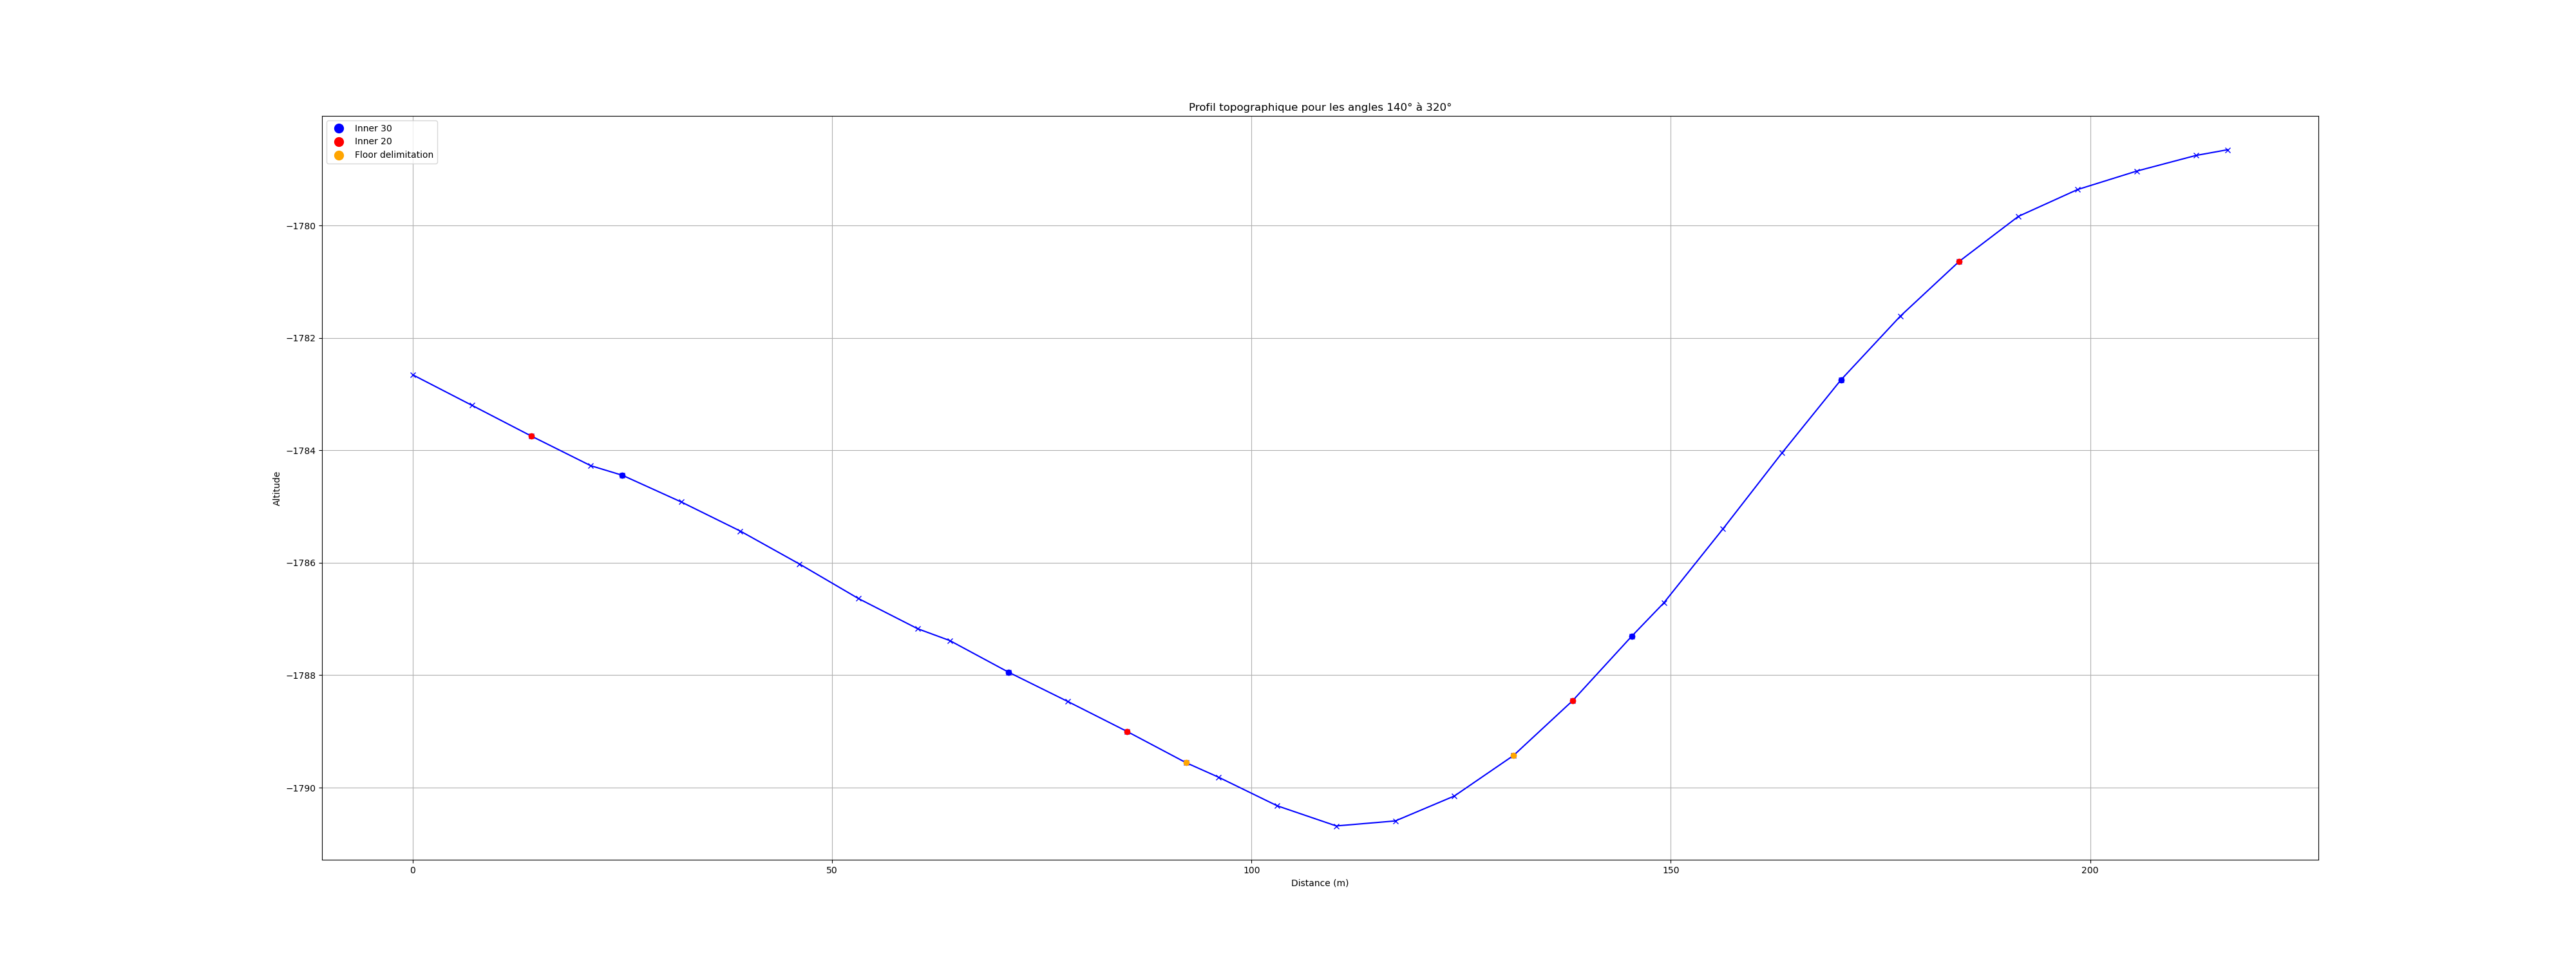 Profil topographique pour les angles 140° à 320°
Inner 30
Inner 20
Floor delimitation
−1780
−1782
−1784
−1786
−1788
−1790
Altitude
0 50 100 150 200
Distance (m)